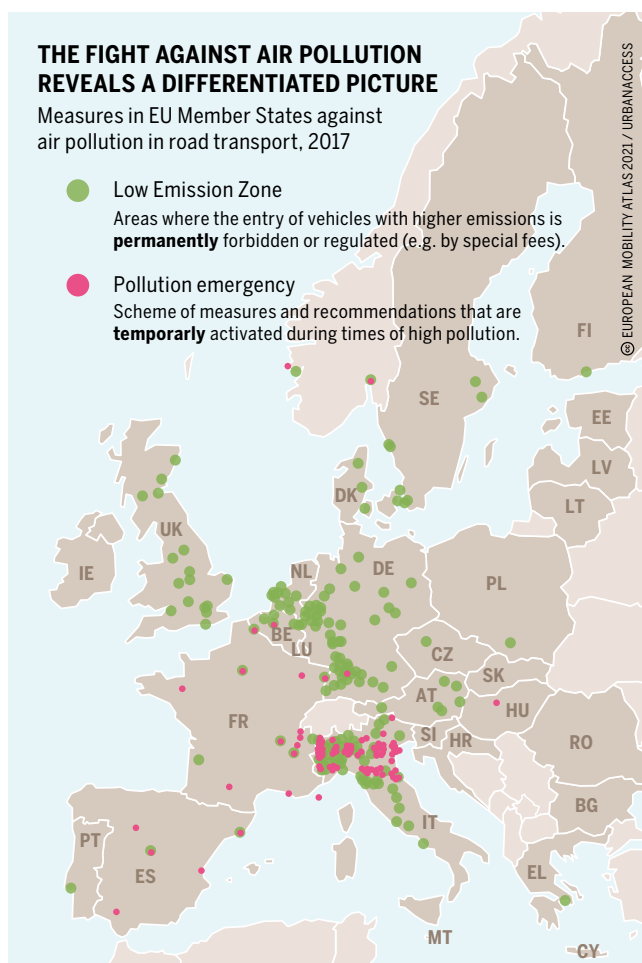 THE FIGHT AGAINST AIR POLLUTION
REVEALS A DIFFERENTIATED PICTURE
Measures in EU Member States against
air pollution in road transport, 2017
Low Emission Zone
Areas where the entry of vehicles with higher emissions is
permanently forbidden or regulated (e.g. by special fees).
Pollution emergency
Scheme of measures and recommendations that are
temporarly activated during times of high pollution.
cc EUROPEAN MOBILITY ATLAS 2021 / URBANACCESS
FI
SE
EE
LV
LT
DK
UK
IE
NL
DE
PL
BE
LU
CZ
SK
AT
HU
FR
SI
HR
RO
IT
BG
PT
ES
EL
MT
CY